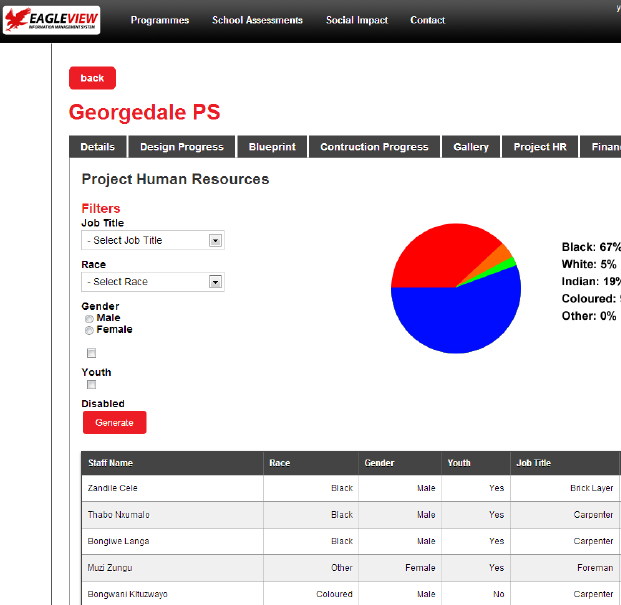 EAGLEVIEW
INFORMATION MANAGEMENT SYSTEM
Programmes School Assessments Social Impact Contact
back
Georgedale PS
Details Design Progress Blueprint Contruction Progress Gallery Project HR Finan
Project Human Resources
Filters
Job Title
- Select Job Title
Race
- Select Race
Gender
Male
Female
Youth
Disabled
Generate
Black: 67%
White: 5%
Indian: 19%
Coloured:
Other: 0%
Staff Name Race Gender Youth Job Title
Zandile Cele Black Male Yes Brick Layer
Thabo Nxumalo Black Male Yes Carpenter
Bongiwe Langa Black Male Yes Carpenter
Muzi Zungu Other Female Yes Foreman
Bongwani Kituzwayo Coloured Male No Carpenter